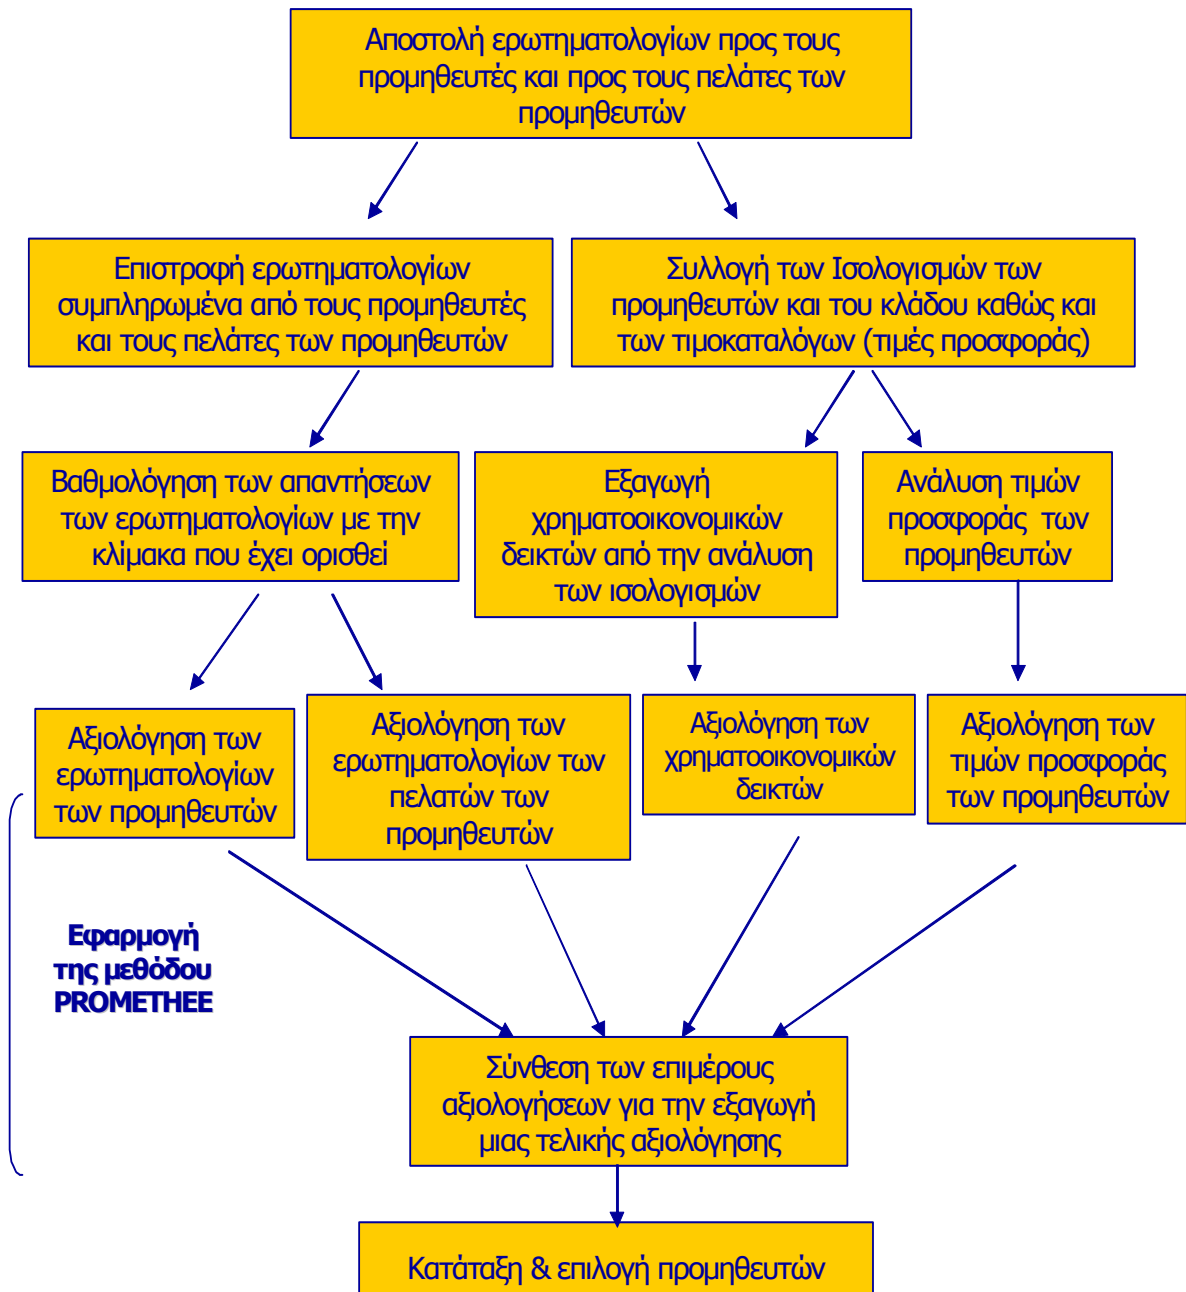 Αποστολή ερωτηματολογίων προς τους
προμηθευτές και προς τους πελάτες των
προμηθευτών
Επιστροφή ερωτηματολογίων
συμπληρωμένα από τους προμηθευτές
και τους πελάτες των προμηθευτών
Συλλογή των Ισολογισμών των
προμηθευτών και του κλάδου καθώς και
των τιμοκαταλόγων (τιμές προσφοράς)
Βαθμολόγηση των απαντήσεων
των ερωτηματολογίων με την
κλίμακα που έχει ορισθεί
Εξαγωγή
χρηματοοικονομικών
δεικτών από την ανάλυση
των ισολογισμών
Ανάλυση τιμών
προσφοράς των
προμηθευτών
Αξιολόγηση των
ερωτηματολογίων
των προμηθευτών
Αξιολόγηση των
ερωτηματολογίων των
πελατών των
προμηθευτών
Αξιολόγηση των
χρηματοοικονομικών
δεικτών
Αξιολόγηση των
τιμών προσφοράς
των προμηθευτών
Εφαρμογή
της μεθόδου
PROMETHEE
Σύνθεση των επιμέρους
αξιολογήσεων για την εξαγωγή
μιας τελικής αξιολόγησης
Κατάταξη & επιλογή προμηθευτών